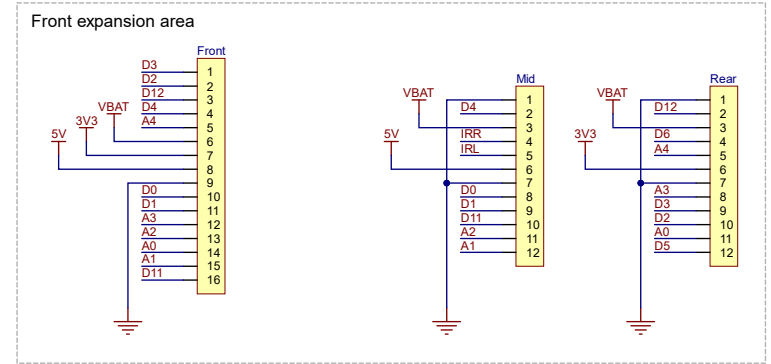 Front expansion area
Front
D3
1
D2
2
D12
3
VBAT
D4
4
3V3
A4
5
5V
6
7
8
9
D0
10
D1
11
A3
12
A2
13
A0
14
A1
15
D11
16
Mid
VBAT
1
D4
2
3
5V
IRR
4
IRL
5
6
7
D0
8
D1
9
D11
10
A2
11
A1
12
Rear
VBAT
1
D12
2
3
3V3
D6
4
A4
5
6
7
A3
8
D3
9
D2
10
A0
11
D5
12